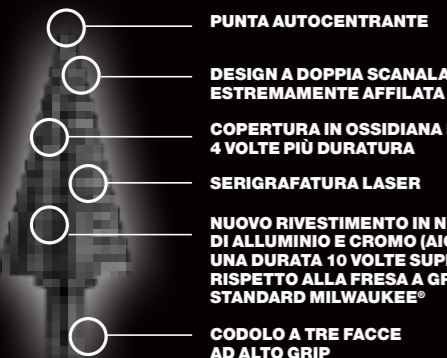 PUNTA AUTOCENTRANTE
DESIGN A DOPPIA
ESTREMAMENTE AFFILATA
COPERTURA IN OSSIDIANA
4 VOLTE PIÙ DURATURA
SERIGRAFATURA LASER
NUOVO RIVESTIMENTO IN
DI ALLUMINIO E CROMO
UNA DURATA 10 VOLTE
RISPETTO ALLA FRESA A
STANDARD MILWAUKEE®
CODOLO A TRE FACCE
AD ALTO GRIP